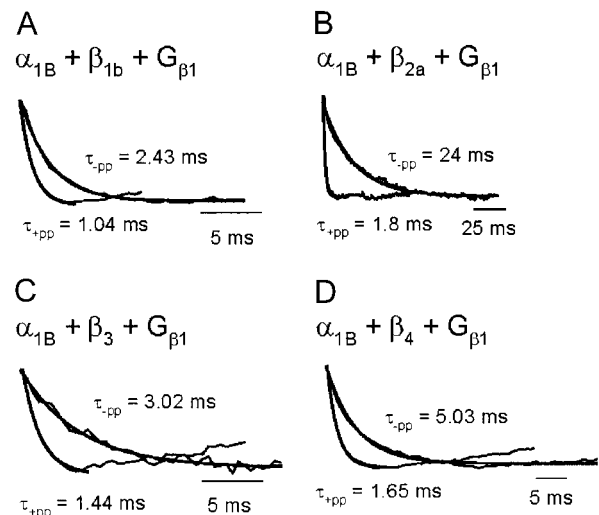 A
α1B + β1b + Gβ1
τ-pp = 2.43 ms
τ+pp = 1.04 ms
5 ms
B
α1B + β2a + Gβ1
τ-pp = 24 ms
τ+pp = 1.8 ms
25 ms
C
α1B + β3 + Gβ1
τ-pp = 3.02 ms
τ+pp = 1.44 ms
5 ms
D
α1B + β4 + Gβ1
τ-pp = 5.03 ms
τ+pp = 1.65 ms
5 ms